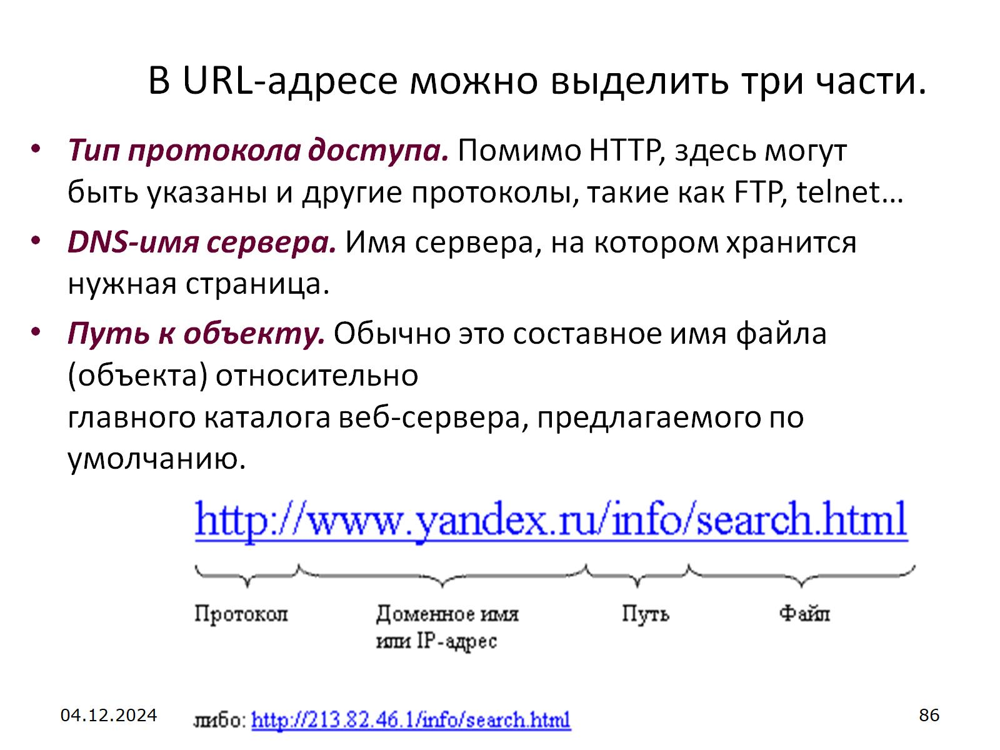 В URL-адресе можно выделить три части.
• Тип протокола доступа. Помимо HTTP, здесь могут
быть указаны и другие протоколы, такие как FTP, telnet…
• DNS-имя сервера. Имя сервера, на котором хранится
нужная страница.
• Путь к объекту. Обычно это составное имя файла
(объекта) относительно
главного каталога веб-сервера, предлагаемого по
умолчанию.
http://www.yandex.ru/info/search.html
Протокол Доменное имя Путь Файл
или IP-адрес
04.12.2024 либо: http://213.82.46.1/info/search.html 86